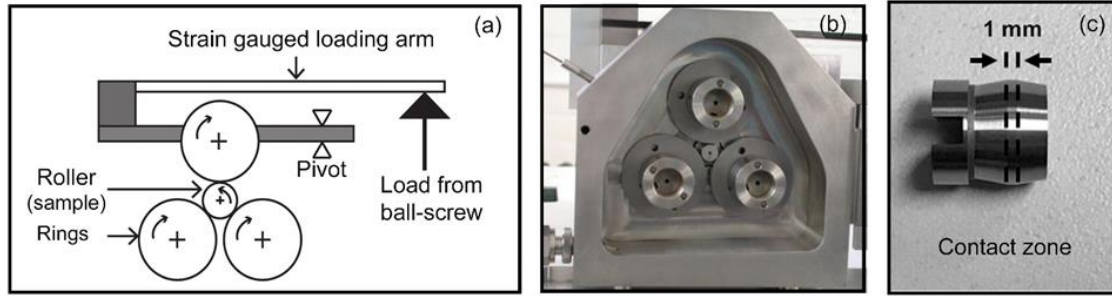 (a)
Strain gauged loading arm
Pivot
Load from
ball-screw
Roller
(sample)
Rings
(b)
(c)
1 mm
Contact zone